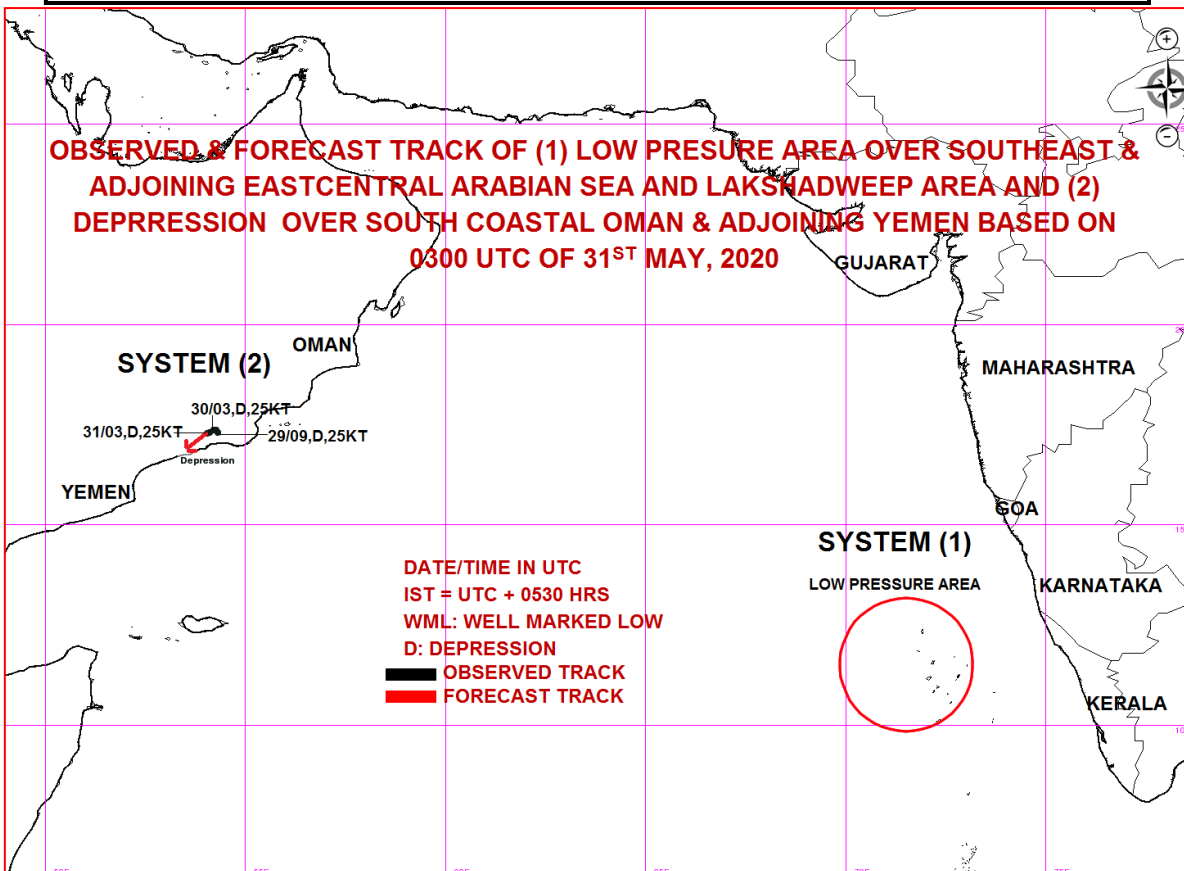 OBSERVED & FORECAST TRACK OF (1) LOW PRESURE AREA OVER SOUTHEAST &
ADJOINING EASTCENTRAL ARABIAN SEA AND LAKSHADWEEP AREA AND (2)
DEPRRESSION OVER SOUTH COASTAL OMAN & ADJOINING YEMEN BASED ON
0300 UTC OF 31ST MAY, 2020
GUJARAT
OMAN
SYSTEM (2)
MAHARASHTRA
30/03,D,25KT
31/03,D,25KT
29/09,D,25KT
Depression
YEMEN
GOA
SYSTEM (1)
LOW PRESSURE AREA
KARNATAKA
DATE/TIME IN UTC
IST = UTC + 0530 HRS
WML: WELL MARKED LOW
D: DEPRESSION
OBSERVED TRACK
FORECAST TRACK
KERALA